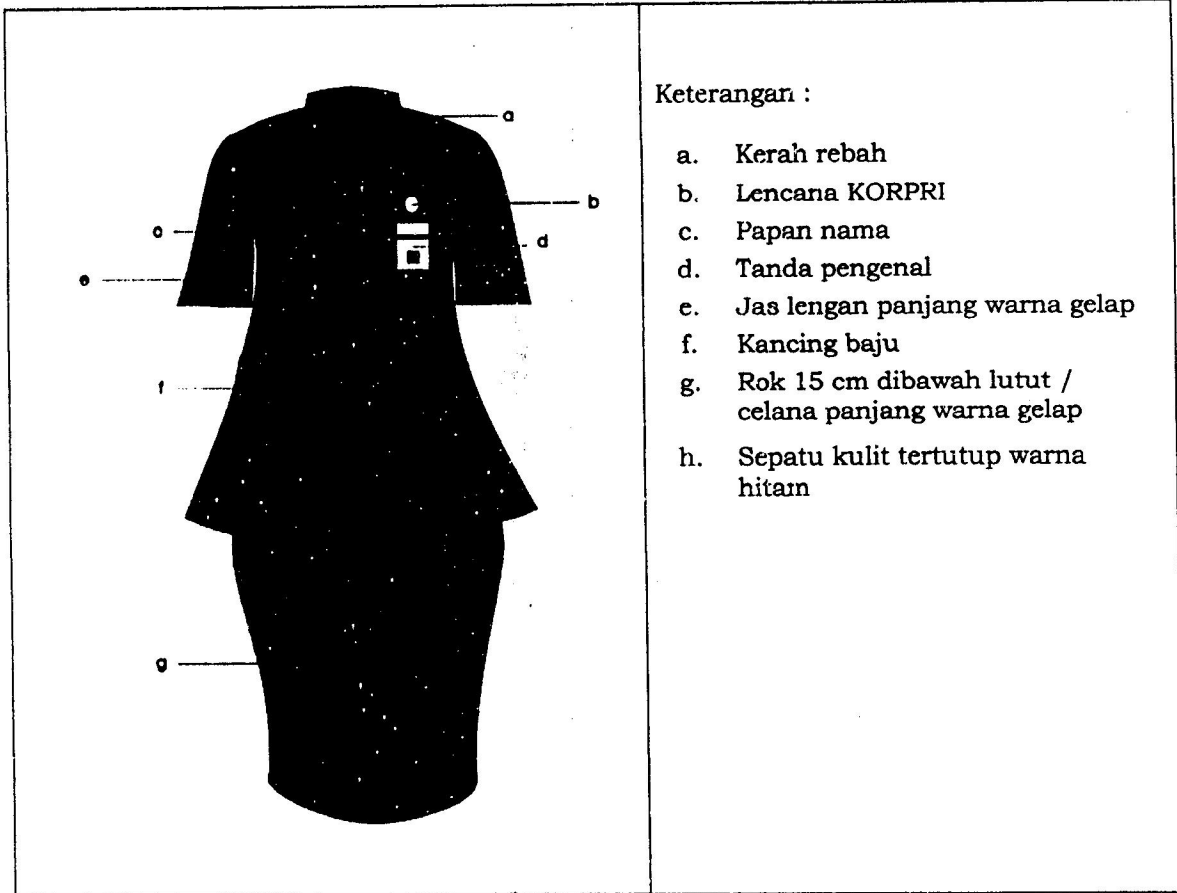 a
b
c
d
e
f
g
Keterangan :
a. Kerah rebah
b. Lencana KORPRI
c. Papan nama
d. Tanda pengenal
e. Jas lengan panjang warna gelap
f. Kancing baju
g. Rok 15 cm dibawah lutut /
celana panjang warna gelap
h. Sepatu kulit tertutup warna
hitam